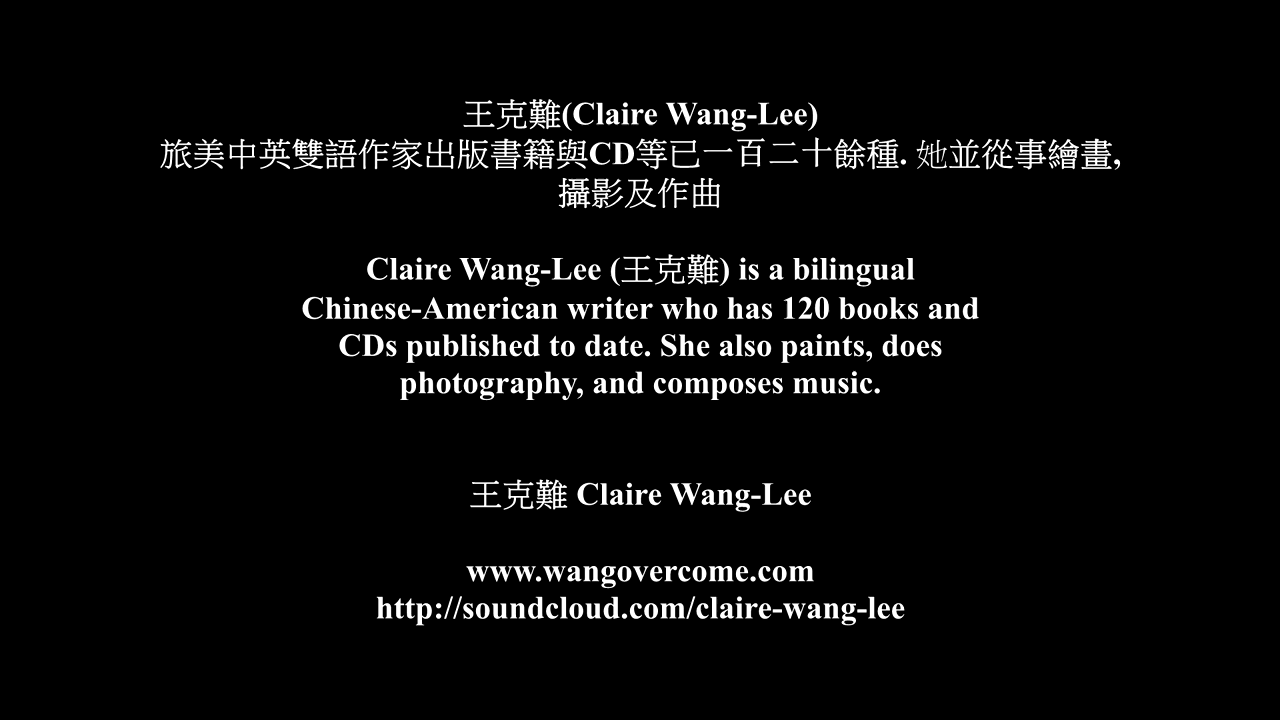 王克難(Claire Wang-Lee)
旅美中英雙語作家出版書籍與CD等已一百二十餘種. 她並從事繪畫,
攝影及作曲
Claire Wang-Lee (王克難) is a bilingual
Chinese-American writer who has 120 books and
CDs published to date. She also paints, does
photography, and composes music.
王克難 Claire Wang-Lee
www.wangovercome.com
http://soundcloud.com/claire-wang-lee